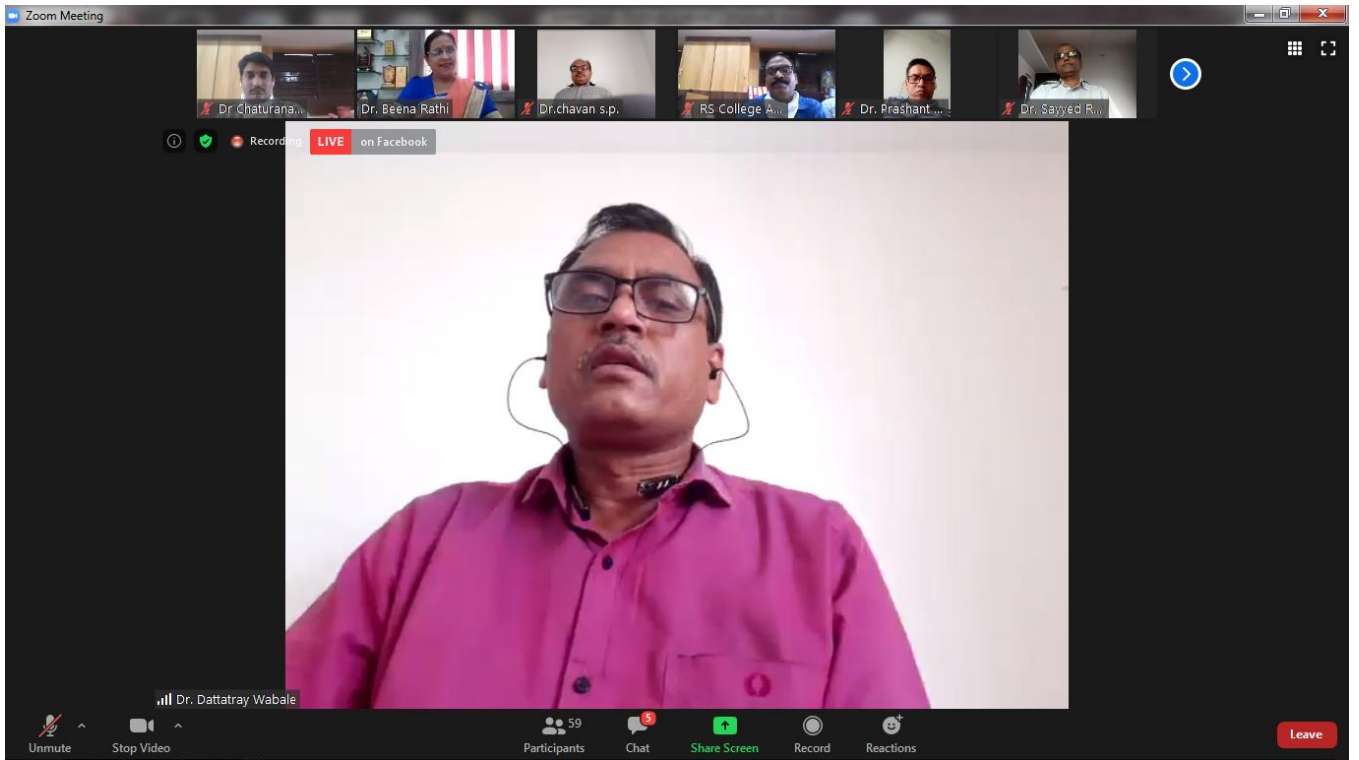 Zoom Meeting
Dr Chaturana...
Dr. Beena Rathi
Dr.chavan s.p.
RS College A...
Dr. Prashant ...
Dr. Sayyed R...
Recording
LIVE on Facebook
Dr. Dattatray Wabale
Unmute
Stop Video
59
Participants
5
Chat
Share Screen
Record
Reactions
Leave